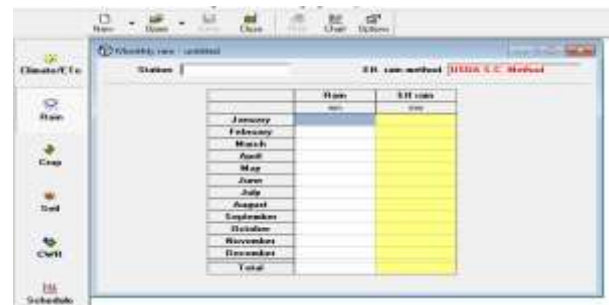 New Open Save Close Print Chart Options
Monthly rain - untitled
Climate/ETo
Station
Eff. rain method USDA S.C. Method
Rain
Rain Eff rain
mm mm
January
February
March
April
Crop
May
June
July
Soil
August
September
October
CWR
November
December
Total
Schedule